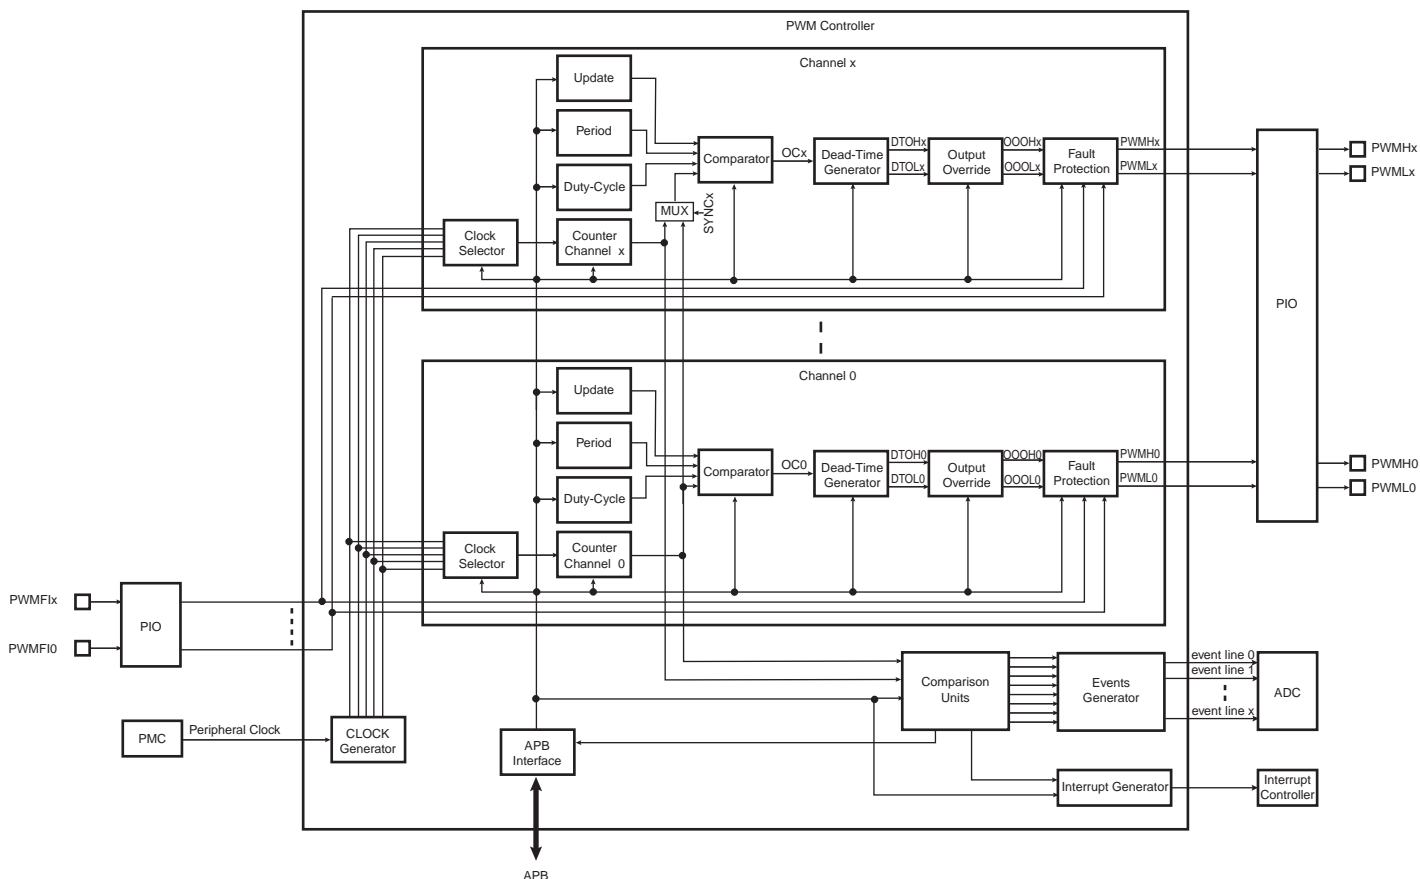 PWM Controller
Channel x
Update
Period
Comparator
OCx
Dead-Time
Generator
DTOHx
DTOLx
Output
Override
OOOHx
OOOLx
Fault
Protection
PWMHx
PWMLx
PWMHx
PWMLx
Duty-Cycle
MUX
SYNCx
Clock
Selector
Counter
Channel x
PIO
Channel 0
Update
Period
Comparator
OC0
Dead-Time
Generator
DTOH0
DTOL0
Output
Override
OOOH0
OOOL0
Fault
Protection
PWMH0
PWML0
PWMH0
PWML0
Duty-Cycle
Clock
Selector
Counter
Channel 0
PWMFIx
PWMFI0
PIO
Comparison
Units
Events
Generator
event line 0
event line 1
event line x
ADC
PMC
Peripheral Clock
CLOCK
Generator
APB
Interface
Interrupt Generator
Interrupt
Controller
APB